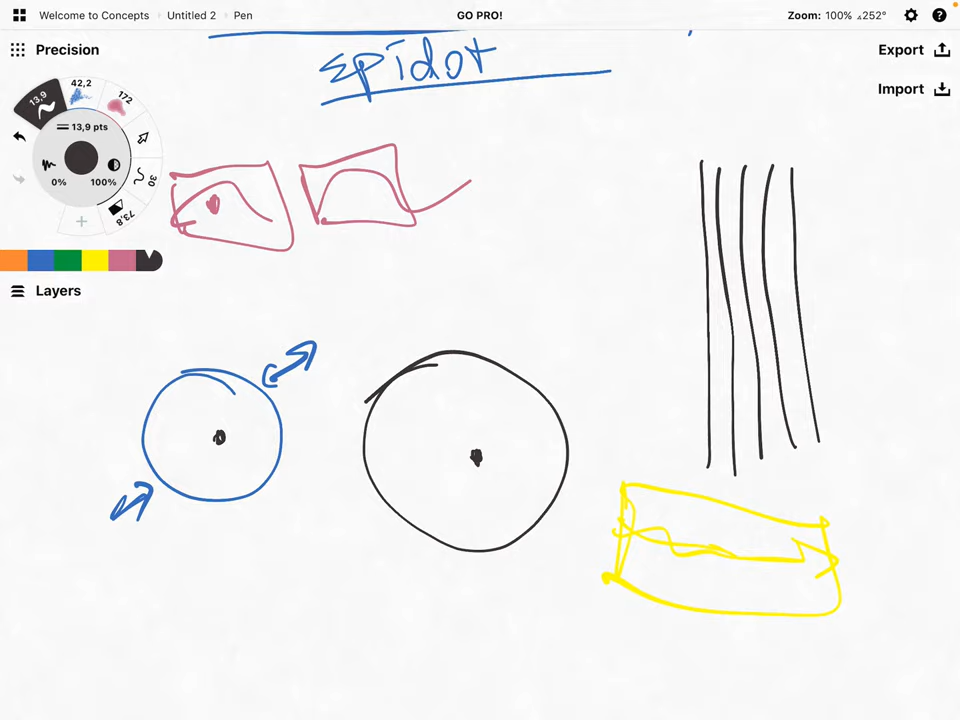 Welcome to Concepts › Untitled 2 › Pen
GO PRO!
Zoom: 100% ⊿252°
?
Precision
Export
Import
13,9
42,2
172
13,9 pts
0%
100%
30
73,8
+
Layers
epidot